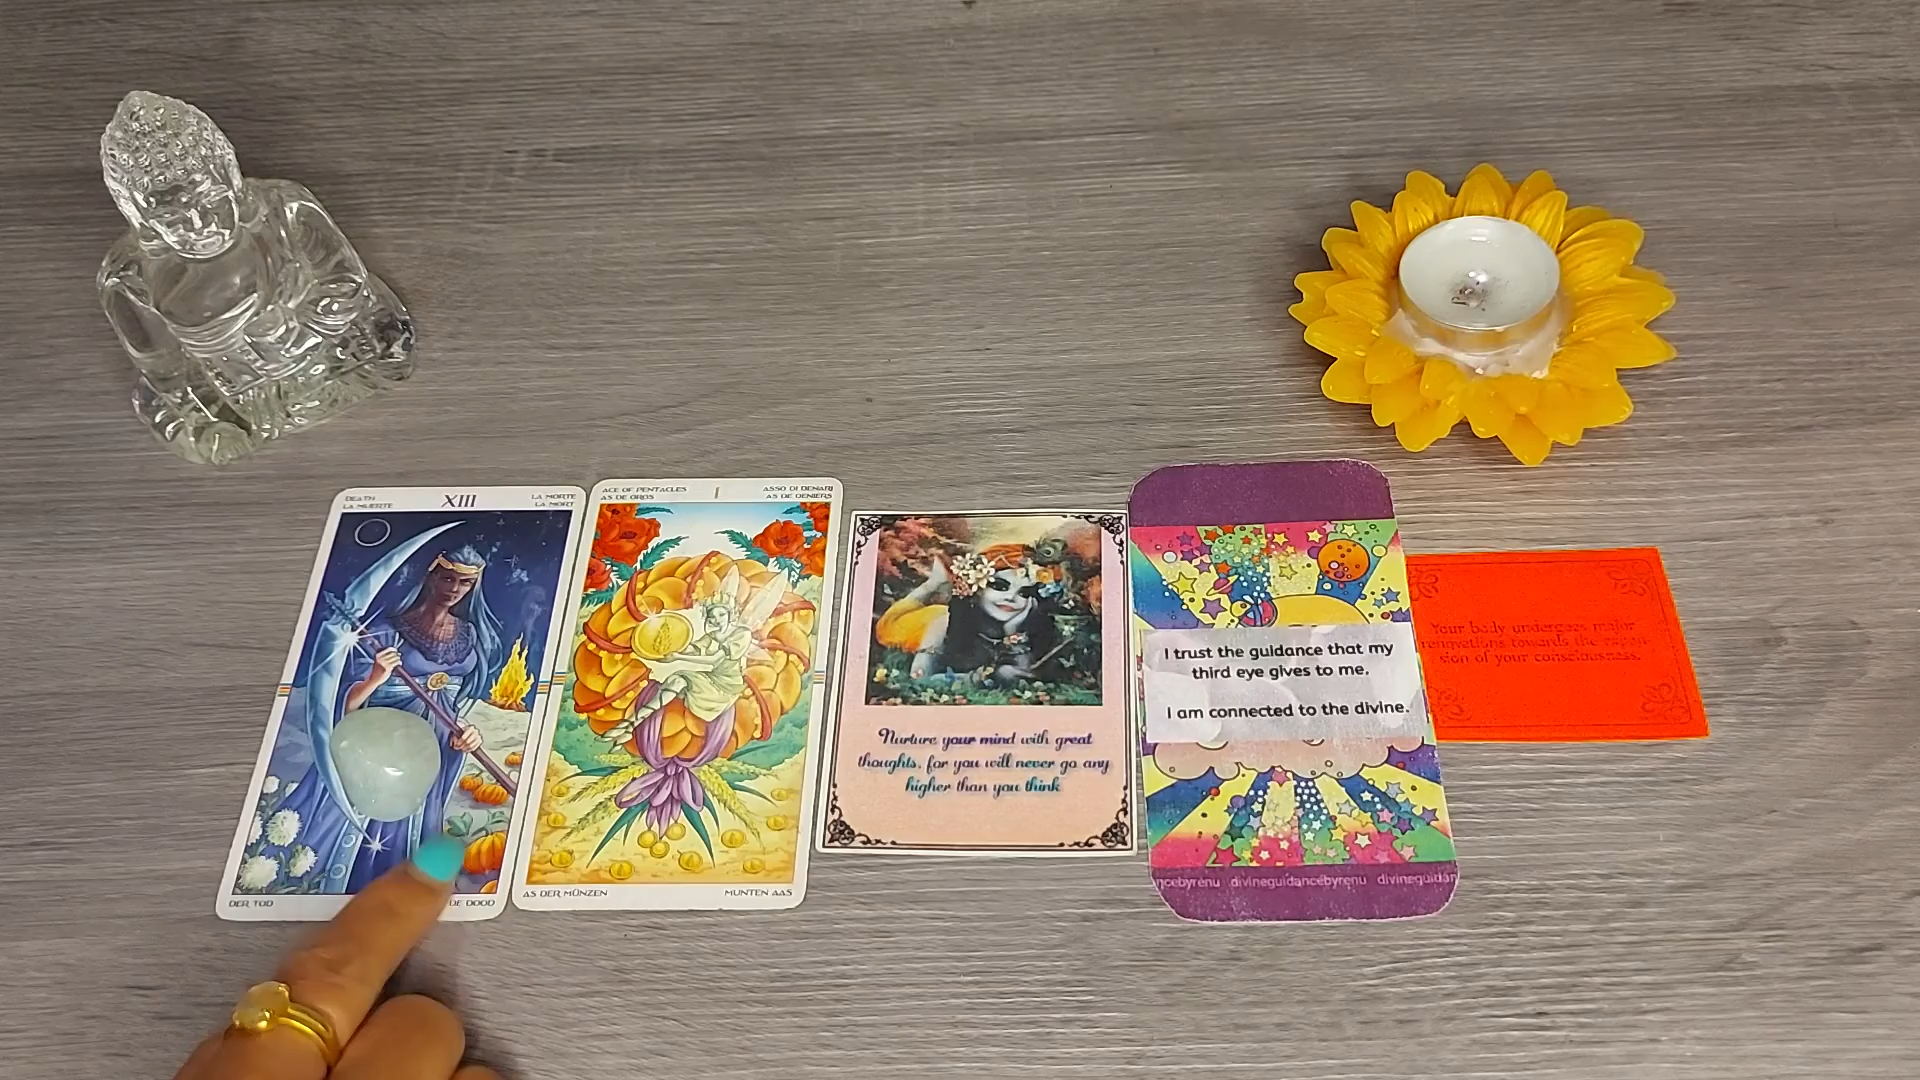 DEATH
LA MUERTE
XIII
LA MORTE
LA MORT
DER TOD
DE DOOD
ACE OF PENTACLES
AS DE OROS
I
ASSO DI DENARI
AS DE DENIERS
AS DER MÜNZEN
MUNTEN AAS
Nurture your mind with great
thoughts, for you will never go any
higher than you think
I trust the guidance that my
third eye gives to me.
I am connected to the divine.
ncebyrenu divineguidancebyrenu divineguidan
Your body undergoes major
renovations towards the expan-
sion of your consciousness.